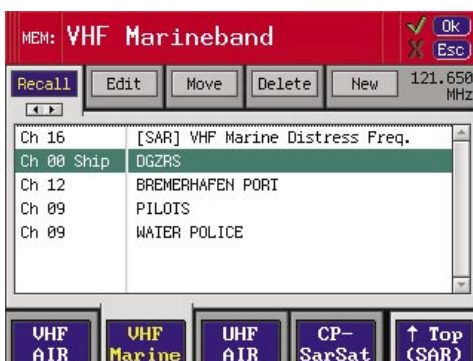 MEM: VHF Marineband
Ok
Esc
Recall Edit Move Delete New 121.650 MHz
Ch 16 [SAR] VHF Marine Distress Freq.
Ch 00 Ship DGZRS
Ch 12 BREMERHAFEN PORT
Ch 09 PILOTS
Ch 09 WATER POLICE
VHF AIR
VHF Marine
UHF AIR
CP-SarSat
↑ Top (SAR)